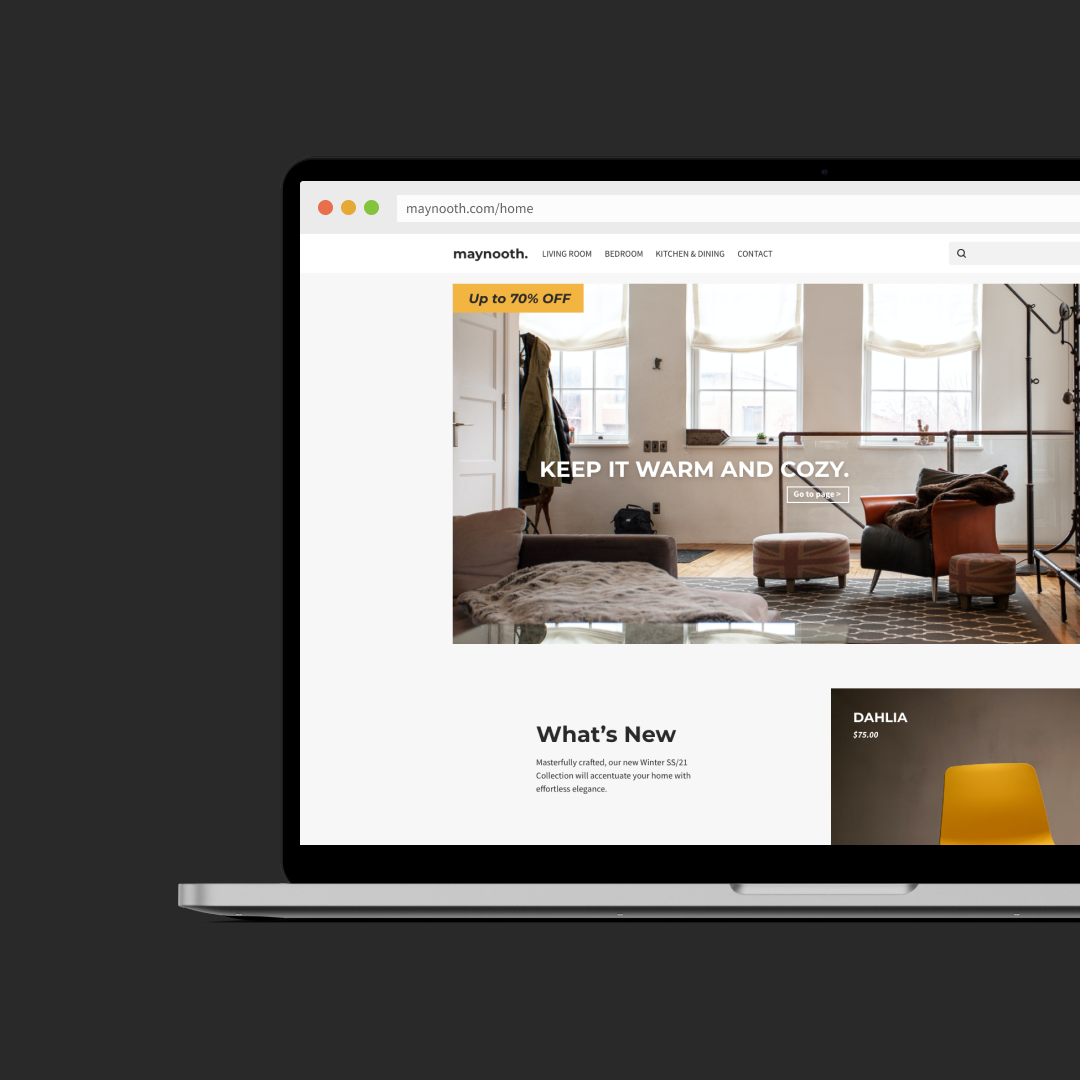 maynooth.com/home
maynooth. LIVING ROOM BEDROOM KITCHEN & DINING CONTACT
Up to 70% OFF
KEEP IT WARM AND COZY.
Go to page >
DAHLIA
$75.00
What’s New
Masterfully crafted, our new Winter SS/21
Collection will accentuate your home with
effortless elegance.